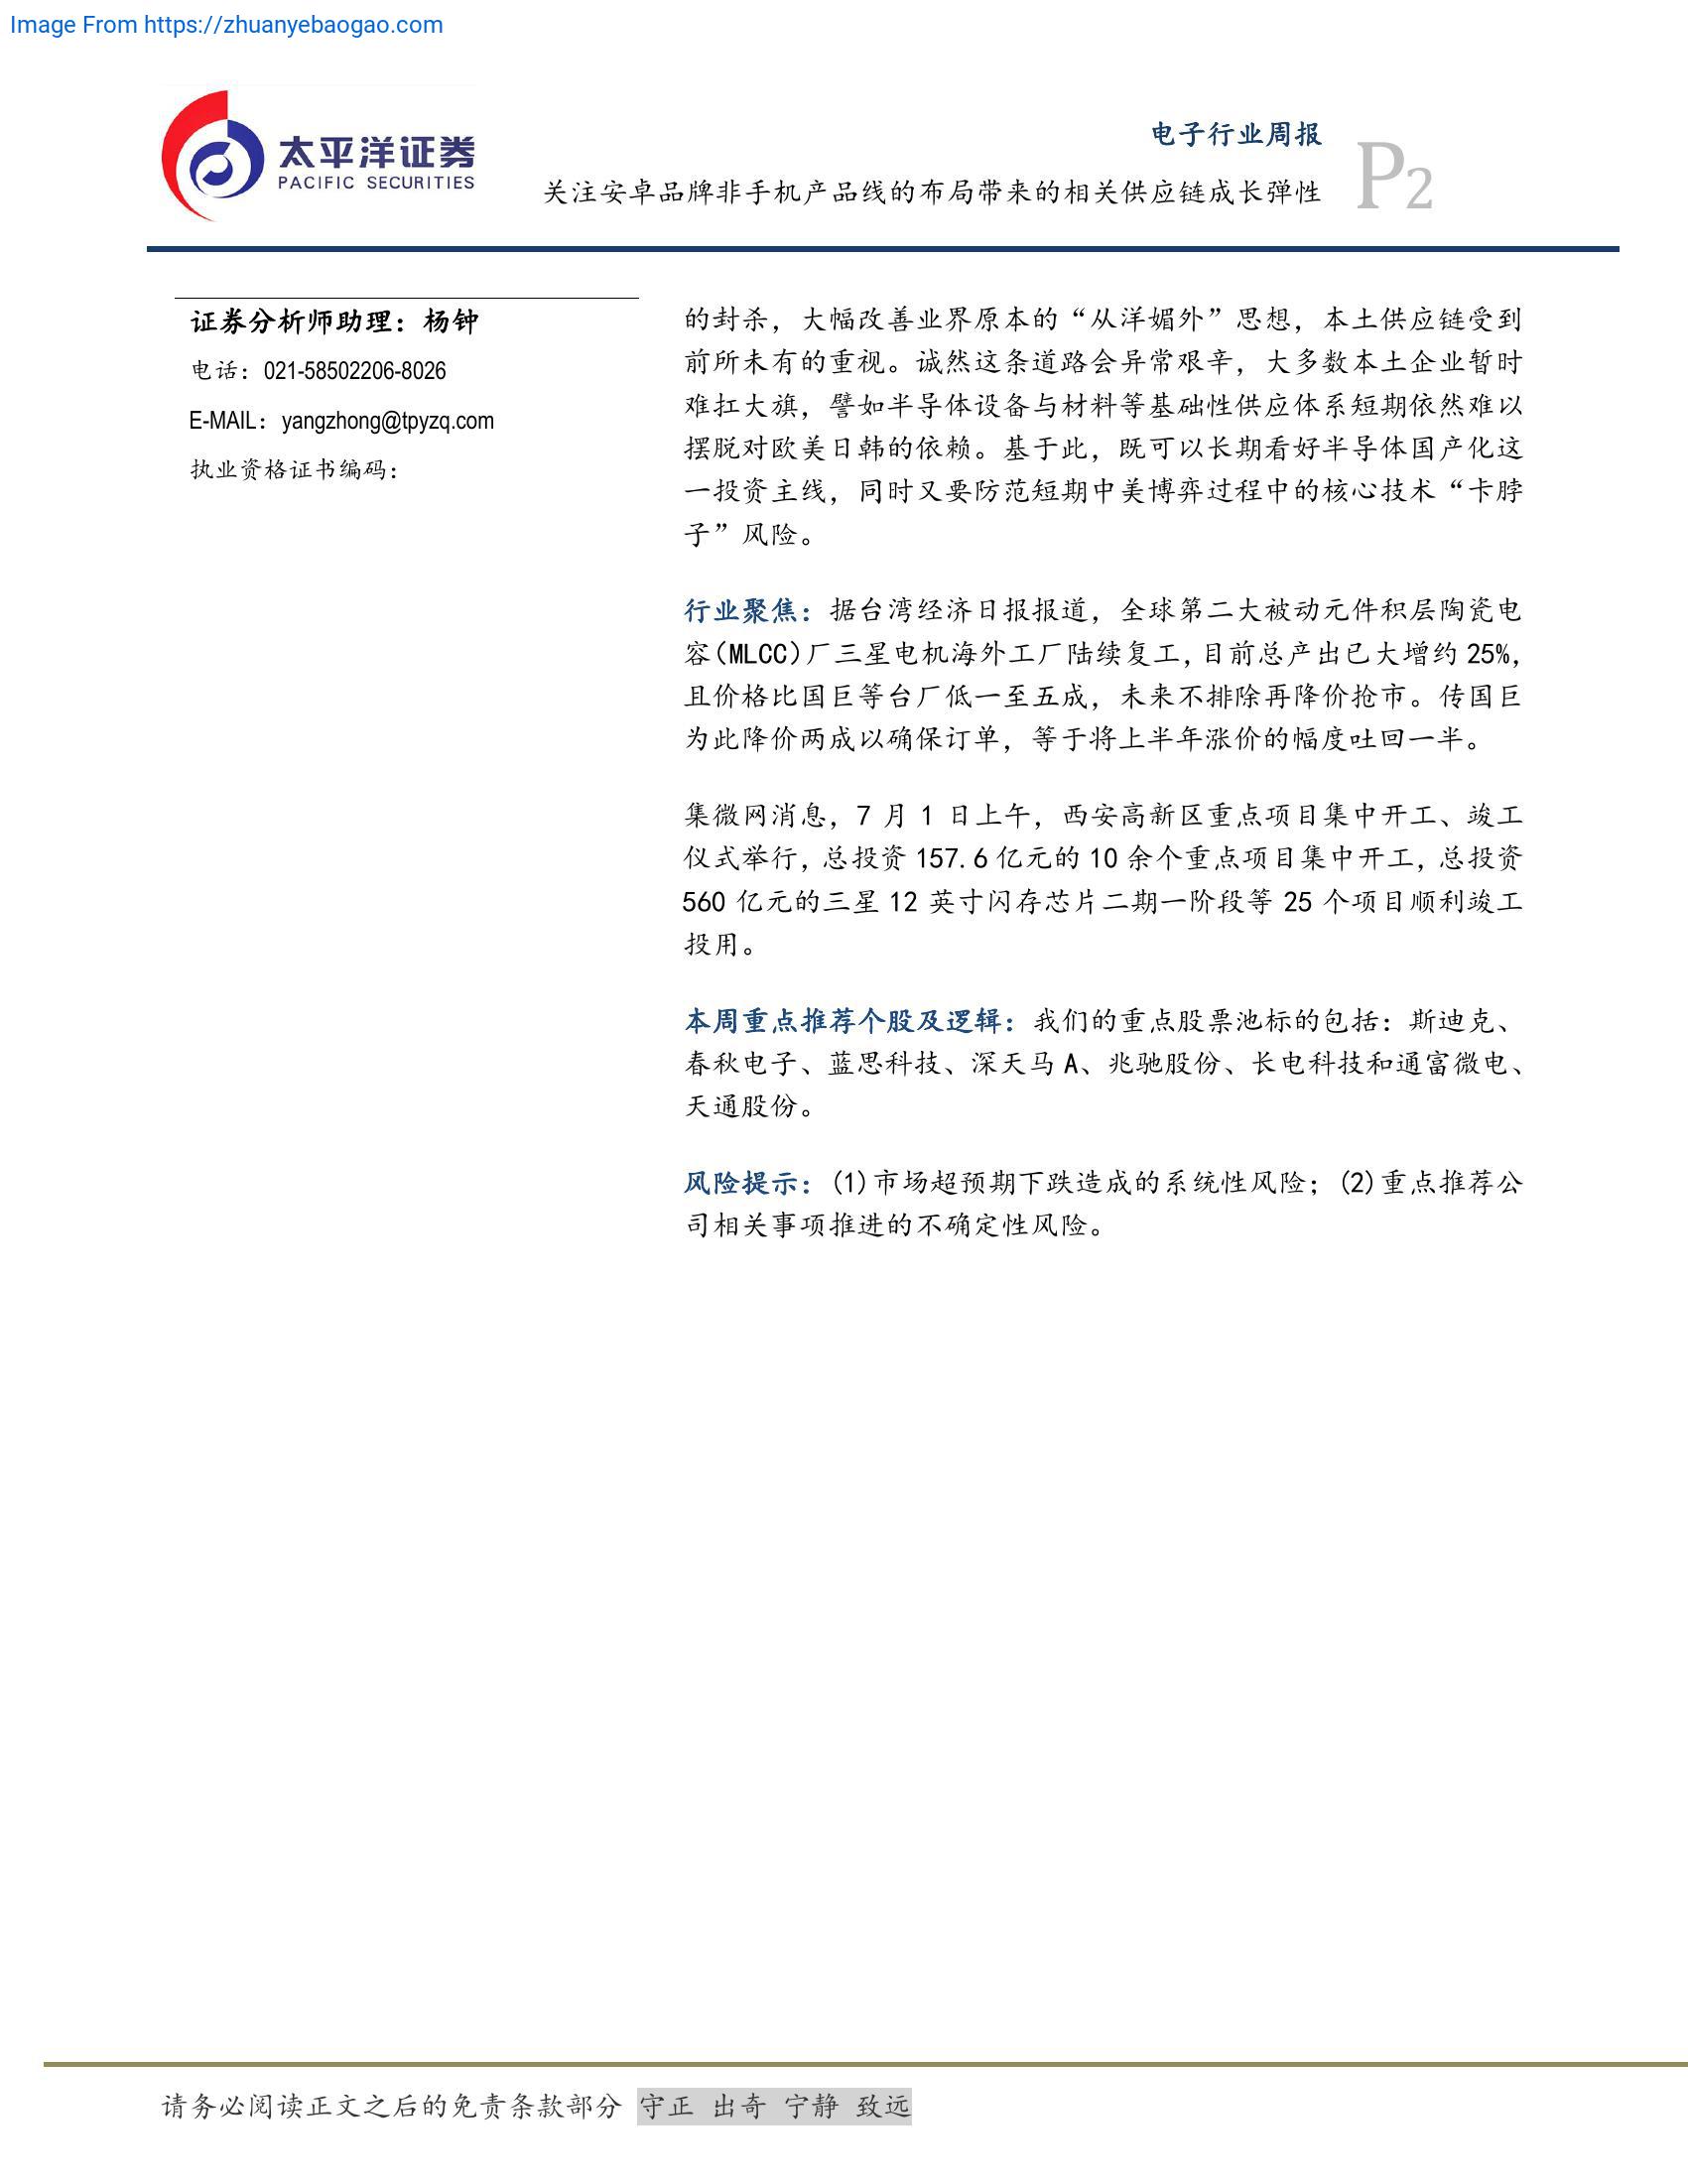 Image From https://zhuanyebaogao.com
太平洋证券
PACIFIC SECURITIES
电子行业周报
关注安卓品牌非手机产品线的布局带来的相关供应链成长弹性
P2
证券分析师助理：杨钟
电话：021-58502206-8026
E-MAIL：yangzhong@tpyzq.com
执业资格证书编码：
的封杀，大幅改善业界原本的“从洋媚外”思想，本土供应链受到
前所未有的重视。诚然这条道路会异常艰辛，大多数本土企业暂时
难扛大旗，譬如半导体设备与材料等基础性供应体系短期依然难以
摆脱对欧美日韩的依赖。基于此，既可以长期看好半导体国产化这
一投资主线，同时又要防范短期中美博弈过程中的核心技术“卡脖
子”风险。
行业聚焦：据台湾经济日报报道，全球第二大被动元件积层陶瓷电
容(MLCC)厂三星电机海外工厂陆续复工，目前总产出已大增约 25%，
且价格比国巨等台厂低一至五成，未来不排除再降价抢市。传国巨
为此降价两成以确保订单，等于将上半年涨价的幅度吐回一半。
集微网消息，7 月 1 日上午，西安高新区重点项目集中开工、竣工
仪式举行，总投资 157.6 亿元的 10 余个重点项目集中开工，总投资
560 亿元的三星 12 英寸闪存芯片二期一阶段等 25 个项目顺利竣工
投用。
本周重点推荐个股及逻辑：我们的重点股票池标的包括：斯迪克、
春秋电子、蓝思科技、深天马 A、兆驰股份、长电科技和通富微电、
天通股份。
风险提示：(1)市场超预期下跌造成的系统性风险；(2)重点推荐公
司相关事项推进的不确定性风险。
请务必阅读正文之后的免责条款部分 守正 出奇 宁静 致远